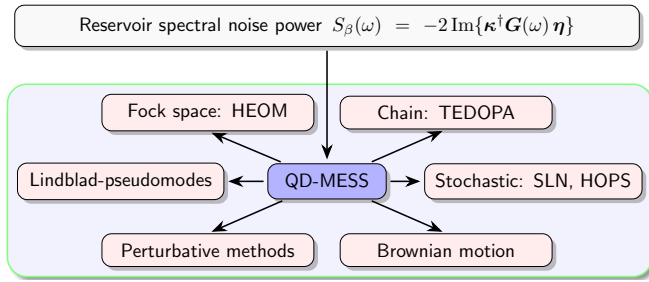 Reservoir spectral noise power S_β(ω) = −2 Im{κ†G(ω) η}
Fock space: HEOM
Chain: TEDOPA
Lindblad-pseudomodes
QD-MESS
Stochastic: SLN, HOPS
Perturbative methods
Brownian motion